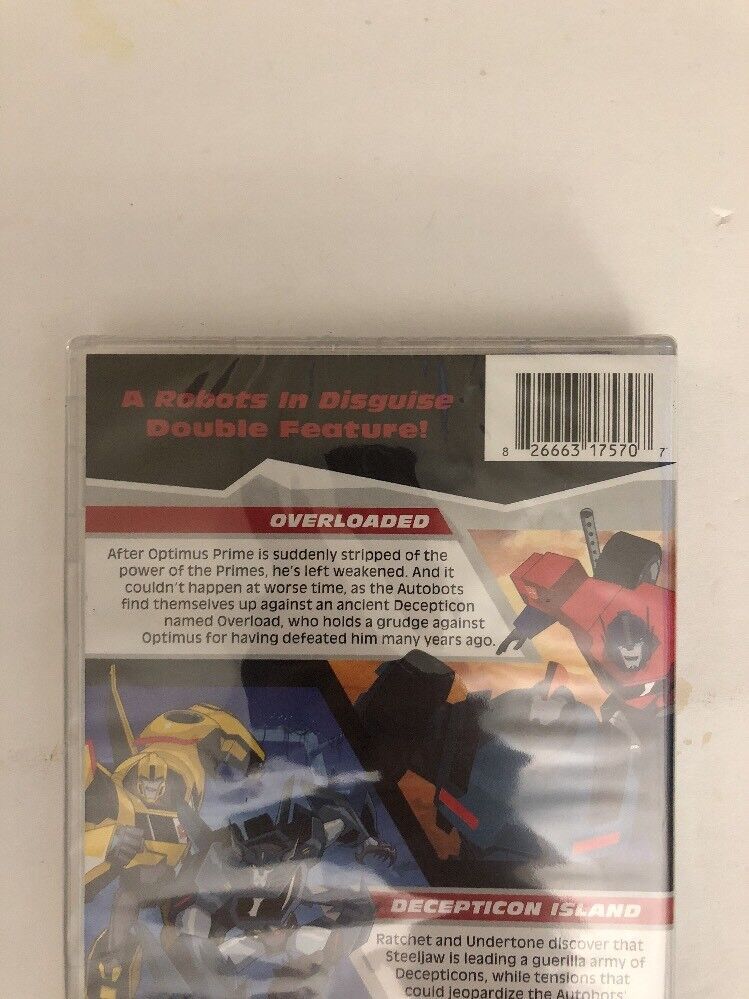 A Robots In Disguise
Double Feature!
8 26663 17570 7
OVERLOADED
After Optimus Prime is suddenly stripped of the
power of the Primes, he's left weakened. And it
couldn't happen at worse time, as the Autobots
find themselves up against an ancient Decepticon
named Overload, who holds a grudge against
Optimus for having defeated him many years ago.
DECEPTICON ISLAND
Ratchet and Undertone discover that
Steeljaw is leading a guerilla army of
Decepticons, while tensions that
could jeopardize the Autobots'